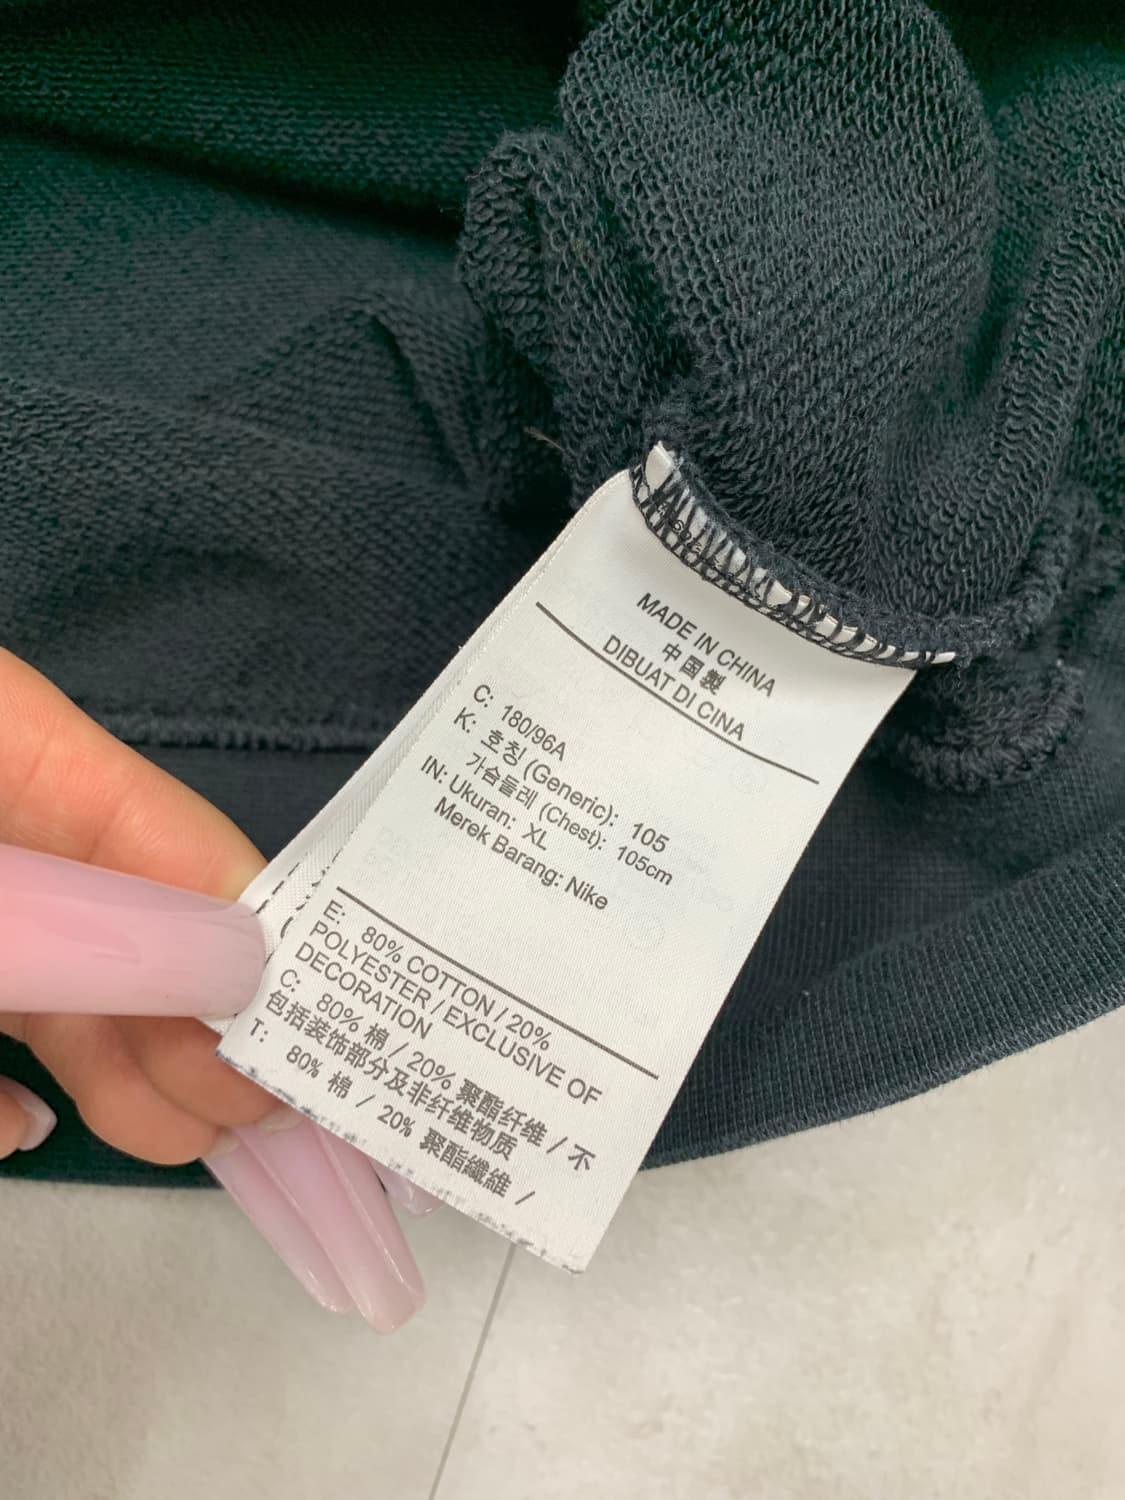 MADE IN CHINA
中国製
DIBUAT DI CINA
C: 180/96A
K: 호칭 (Generic): 105
가슴둘레 (Chest): 105cm
IN: Ukuran: XL
Merek Barang: Nike
E: 80% COTTON / 20%
POLYESTER / EXCLUSIVE OF
DECORATION
C: 80% 棉 / 20% 聚酯纤维 / 不
包括装饰部分及非纤维物质
T: 80% 棉 / 20% 聚酯纖維 /